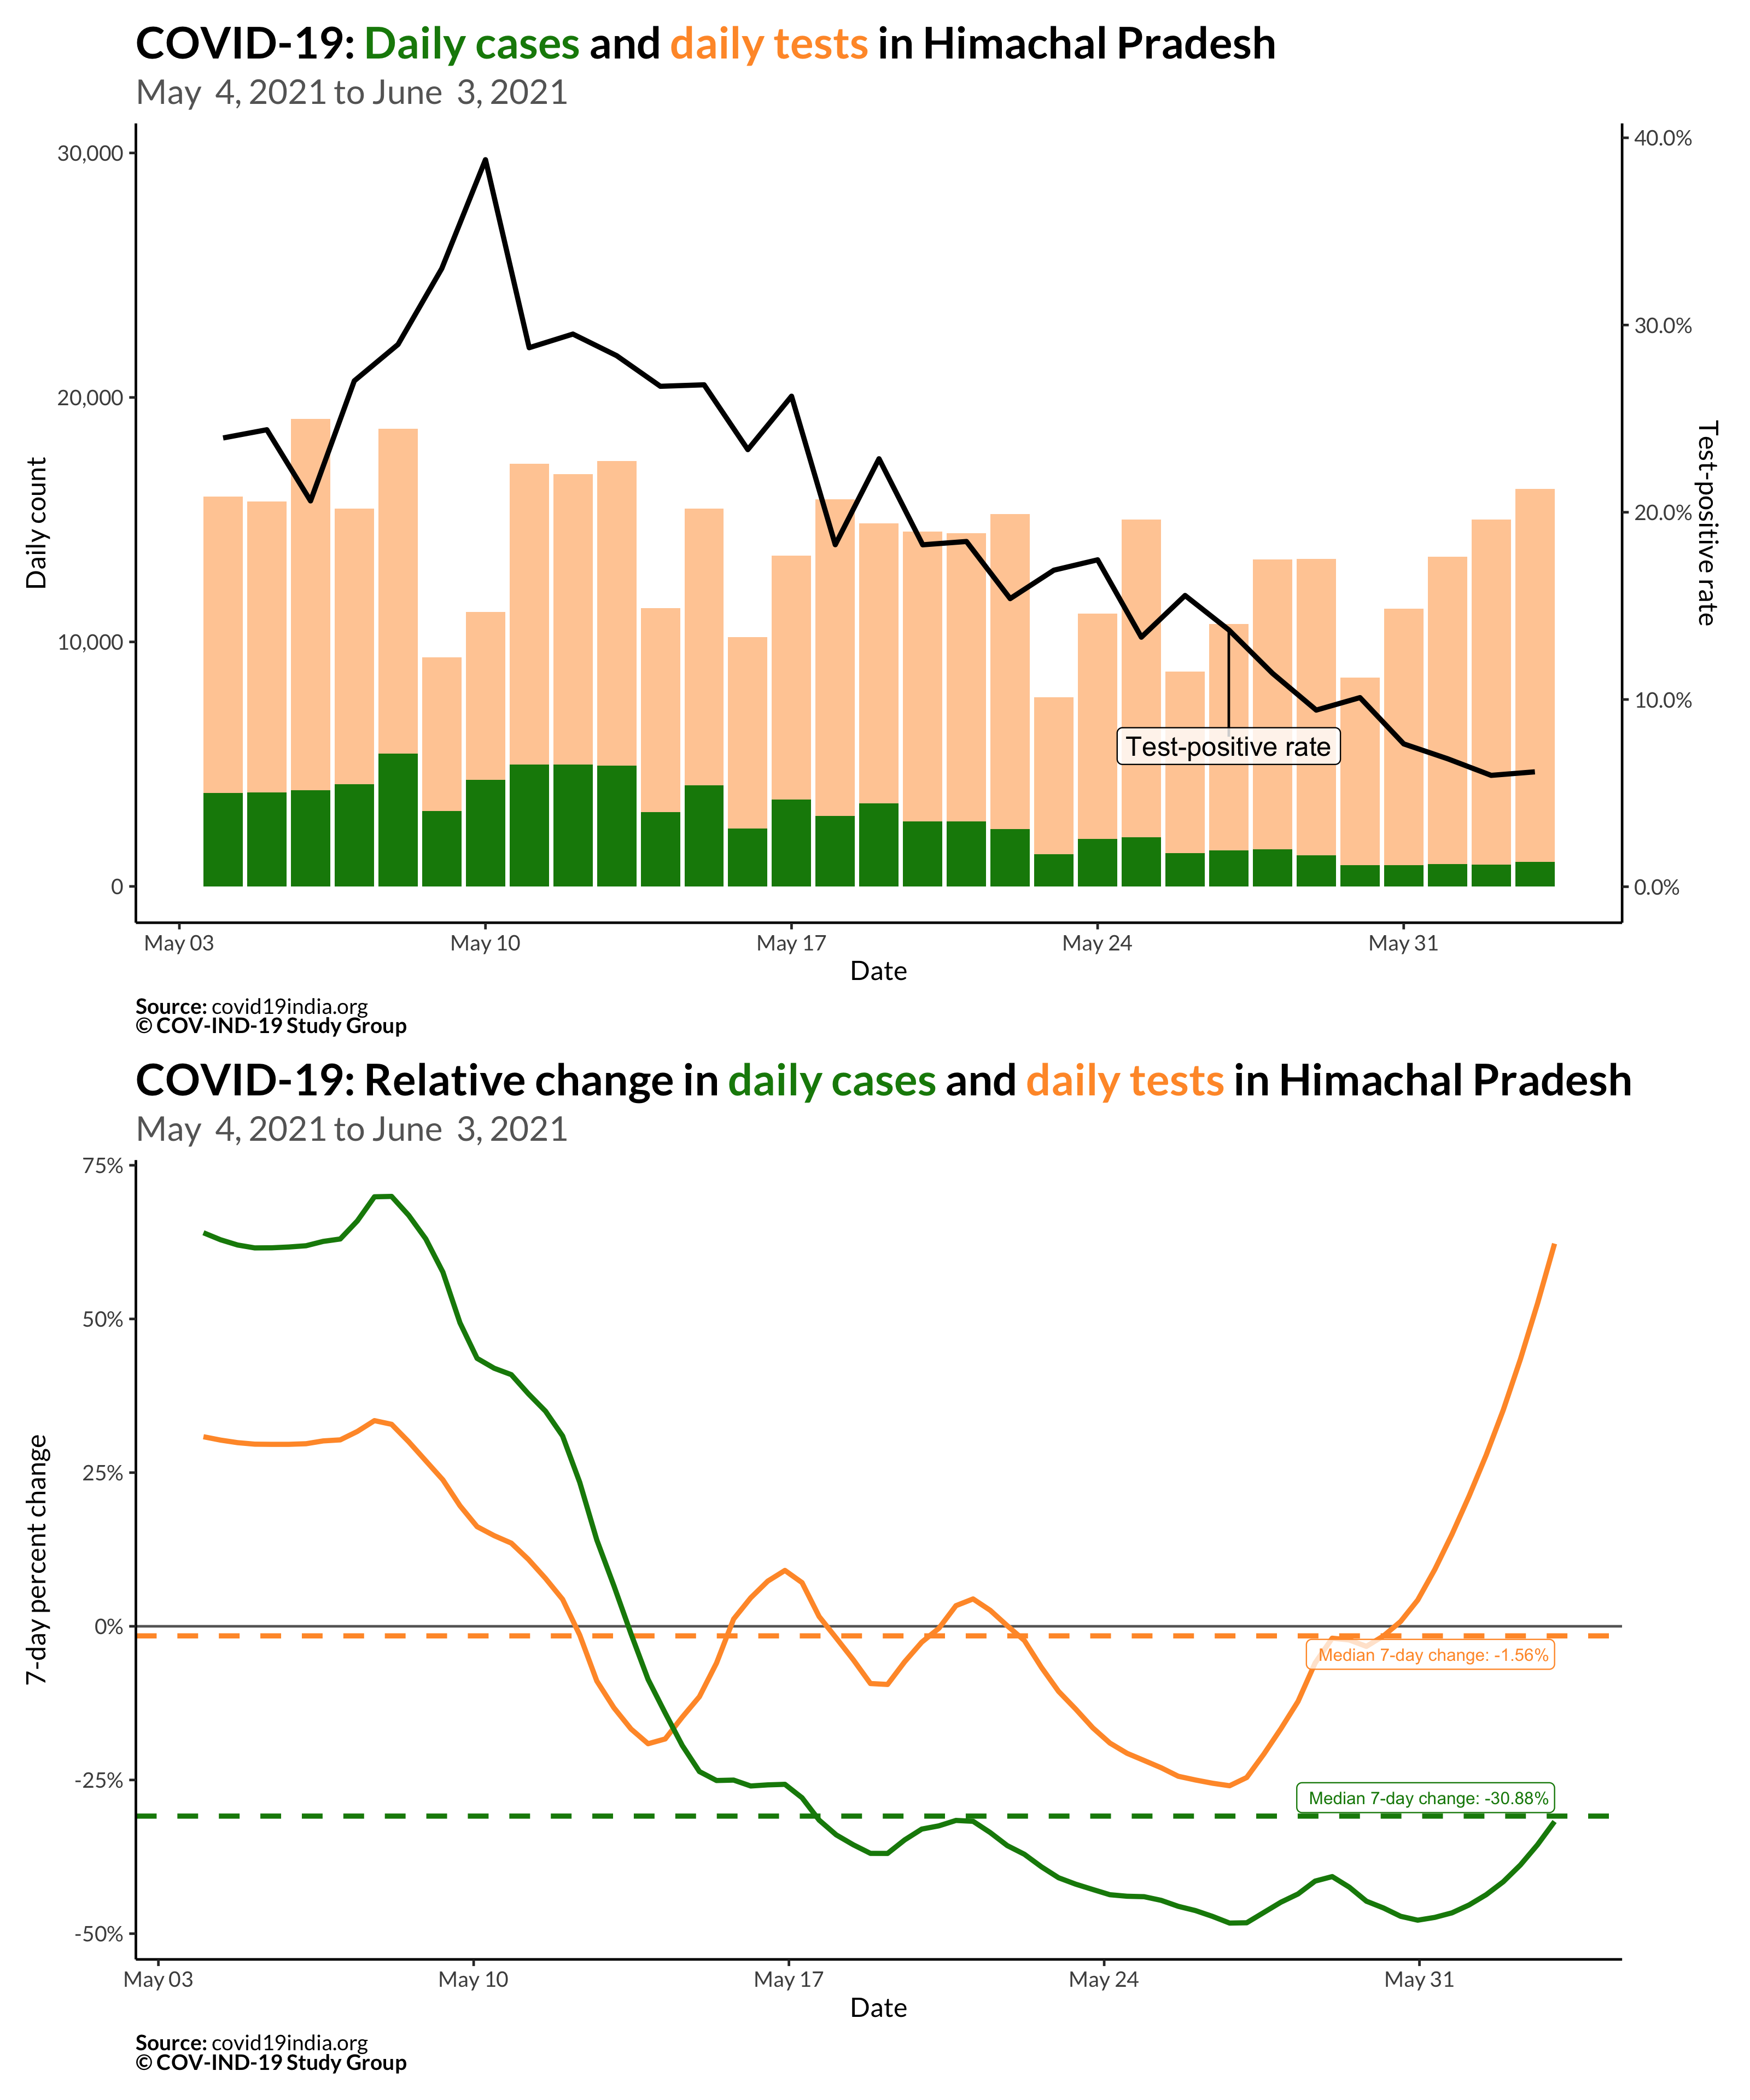 COVID-19: Daily cases and daily tests in Himachal Pradesh
May 4, 2021 to June 3, 2021
30,000
20,000
10,000
0
Daily count
40.0%
30.0%
20.0%
10.0%
0.0%
Test-positive rate
Test-positive rate
May 03
May 10
May 17
May 24
May 31
Date
Source: covid19india.org
© COV-IND-19 Study Group
COVID-19: Relative change in daily cases and daily tests in Himachal Pradesh
May 4, 2021 to June 3, 2021
75%
50%
25%
0%
-25%
-50%
7-day percent change
Median 7-day change: -1.56%
Median 7-day change: -30.88%
May 03
May 10
May 17
May 24
May 31
Date
Source: covid19india.org
© COV-IND-19 Study Group